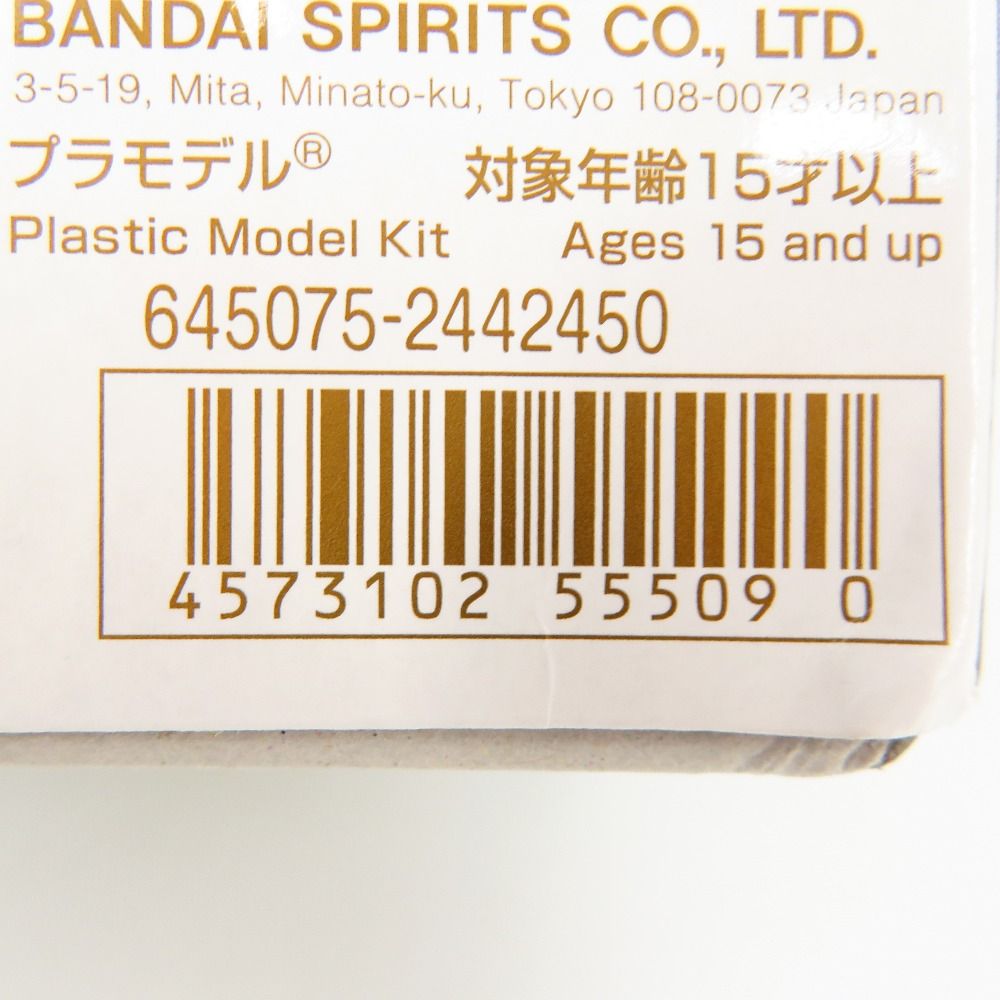 BANDAI SPIRITS CO., LTD.
3-5-19, Mita, Minato-ku, Tokyo 108-0073 Japan
プラモデル® 対象年齢15才以上
Plastic Model Kit Ages 15 and up
645075-2442450
4573102 55509 0